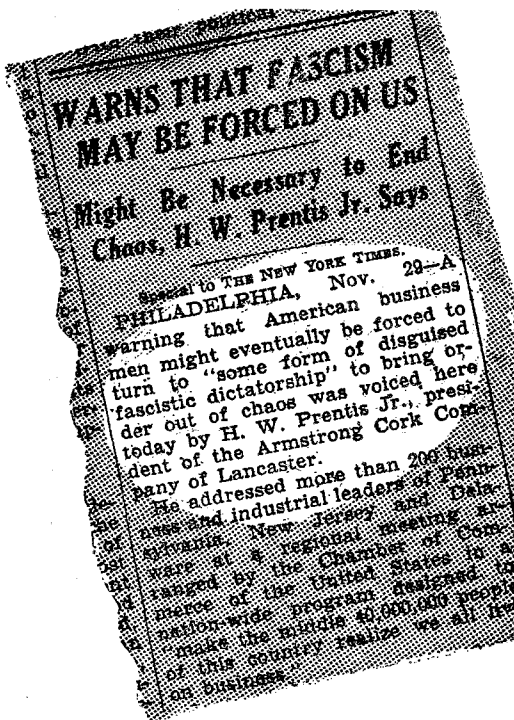 their political
WARNS THAT FASCISM
MAY BE FORCED ON US
Might Be Necessary to End
Chaos, H. W. Prentis Jr. Says
Special to THE NEW YORK TIMES.
PHILADELPHIA, Nov. 29—A
warning that American business
men might eventually be forced to
turn to "some form of disguised
fascistic dictatorship" to bring or-
der out of chaos was voiced here
today by H. W. Prentis Jr., presi-
dent of the Armstrong Cork Com-
pany of Lancaster.
He addressed more than 200 busi-
ness and industrial leaders of Penn-
sylvania, New Jersey and Dela-
ware at a regional meeting ar-
ranged by the Chamber of Com-
merce of the United States in a
nation-wide program designed to
"make the middle 40,000,000 people
of this country realize we all live
on business."